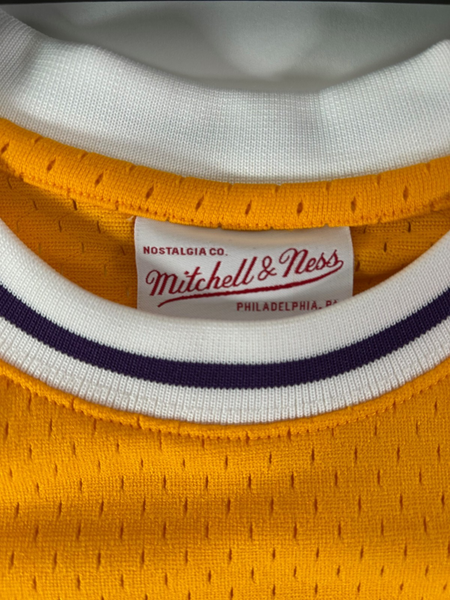 NOSTALGIA CO.
Mitchell & Ness
PHILADELPHIA, PA